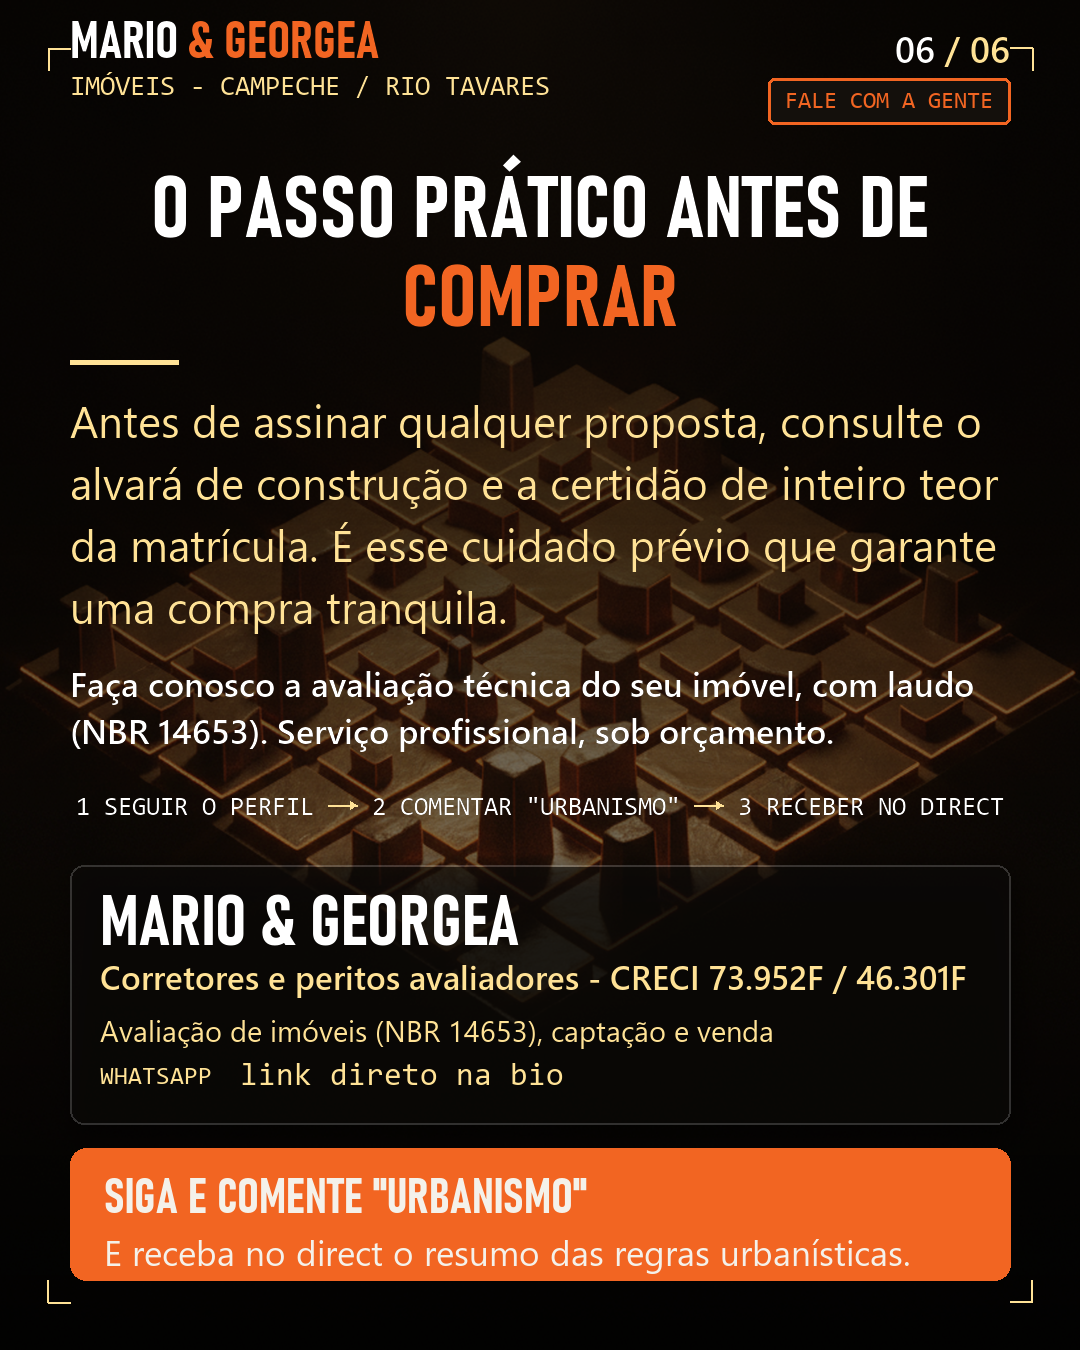 MARIO & GEORGEA
IMÓVEIS - CAMPECHE / RIO TAVARES
06 / 06
FALE COM A GENTE
O PASSO PRÁTICO ANTES DE
COMPRAR
Antes de assinar qualquer proposta, consulte o
alvará de construção e a certidão de inteiro teor
da matrícula. É esse cuidado prévio que garante
uma compra tranquila.
Faça conosco a avaliação técnica do seu imóvel, com laudo
(NBR 14653). Serviço profissional, sob orçamento.
1 SEGUIR O PERFIL → 2 COMENTAR "URBANISMO" → 3 RECEBER NO DIRECT
MARIO & GEORGEA
Corretores e peritos avaliadores - CRECI 73.952F / 46.301F
Avaliação de imóveis (NBR 14653), captação e venda
WHATSAPP link direto na bio
SIGA E COMENTE "URBANISMO"
E receba no direct o resumo das regras urbanísticas.